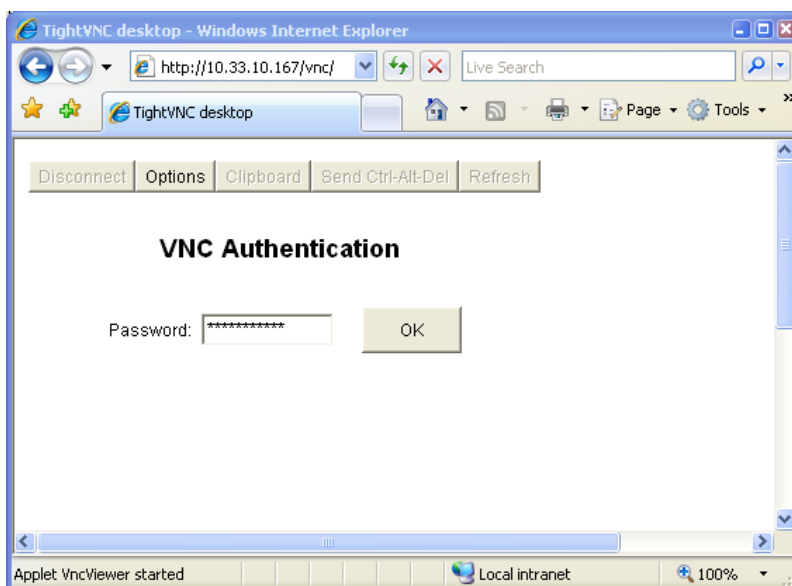 TightVNC desktop - Windows Internet Explorer
http://10.33.10.167/vnc/ Live Search
TightVNC desktop Page Tools »
Disconnect Options Clipboard Send Ctrl-Alt-Del Refresh
VNC Authentication
Password: *********** OK
Applet VncViewer started Local intranet 100%